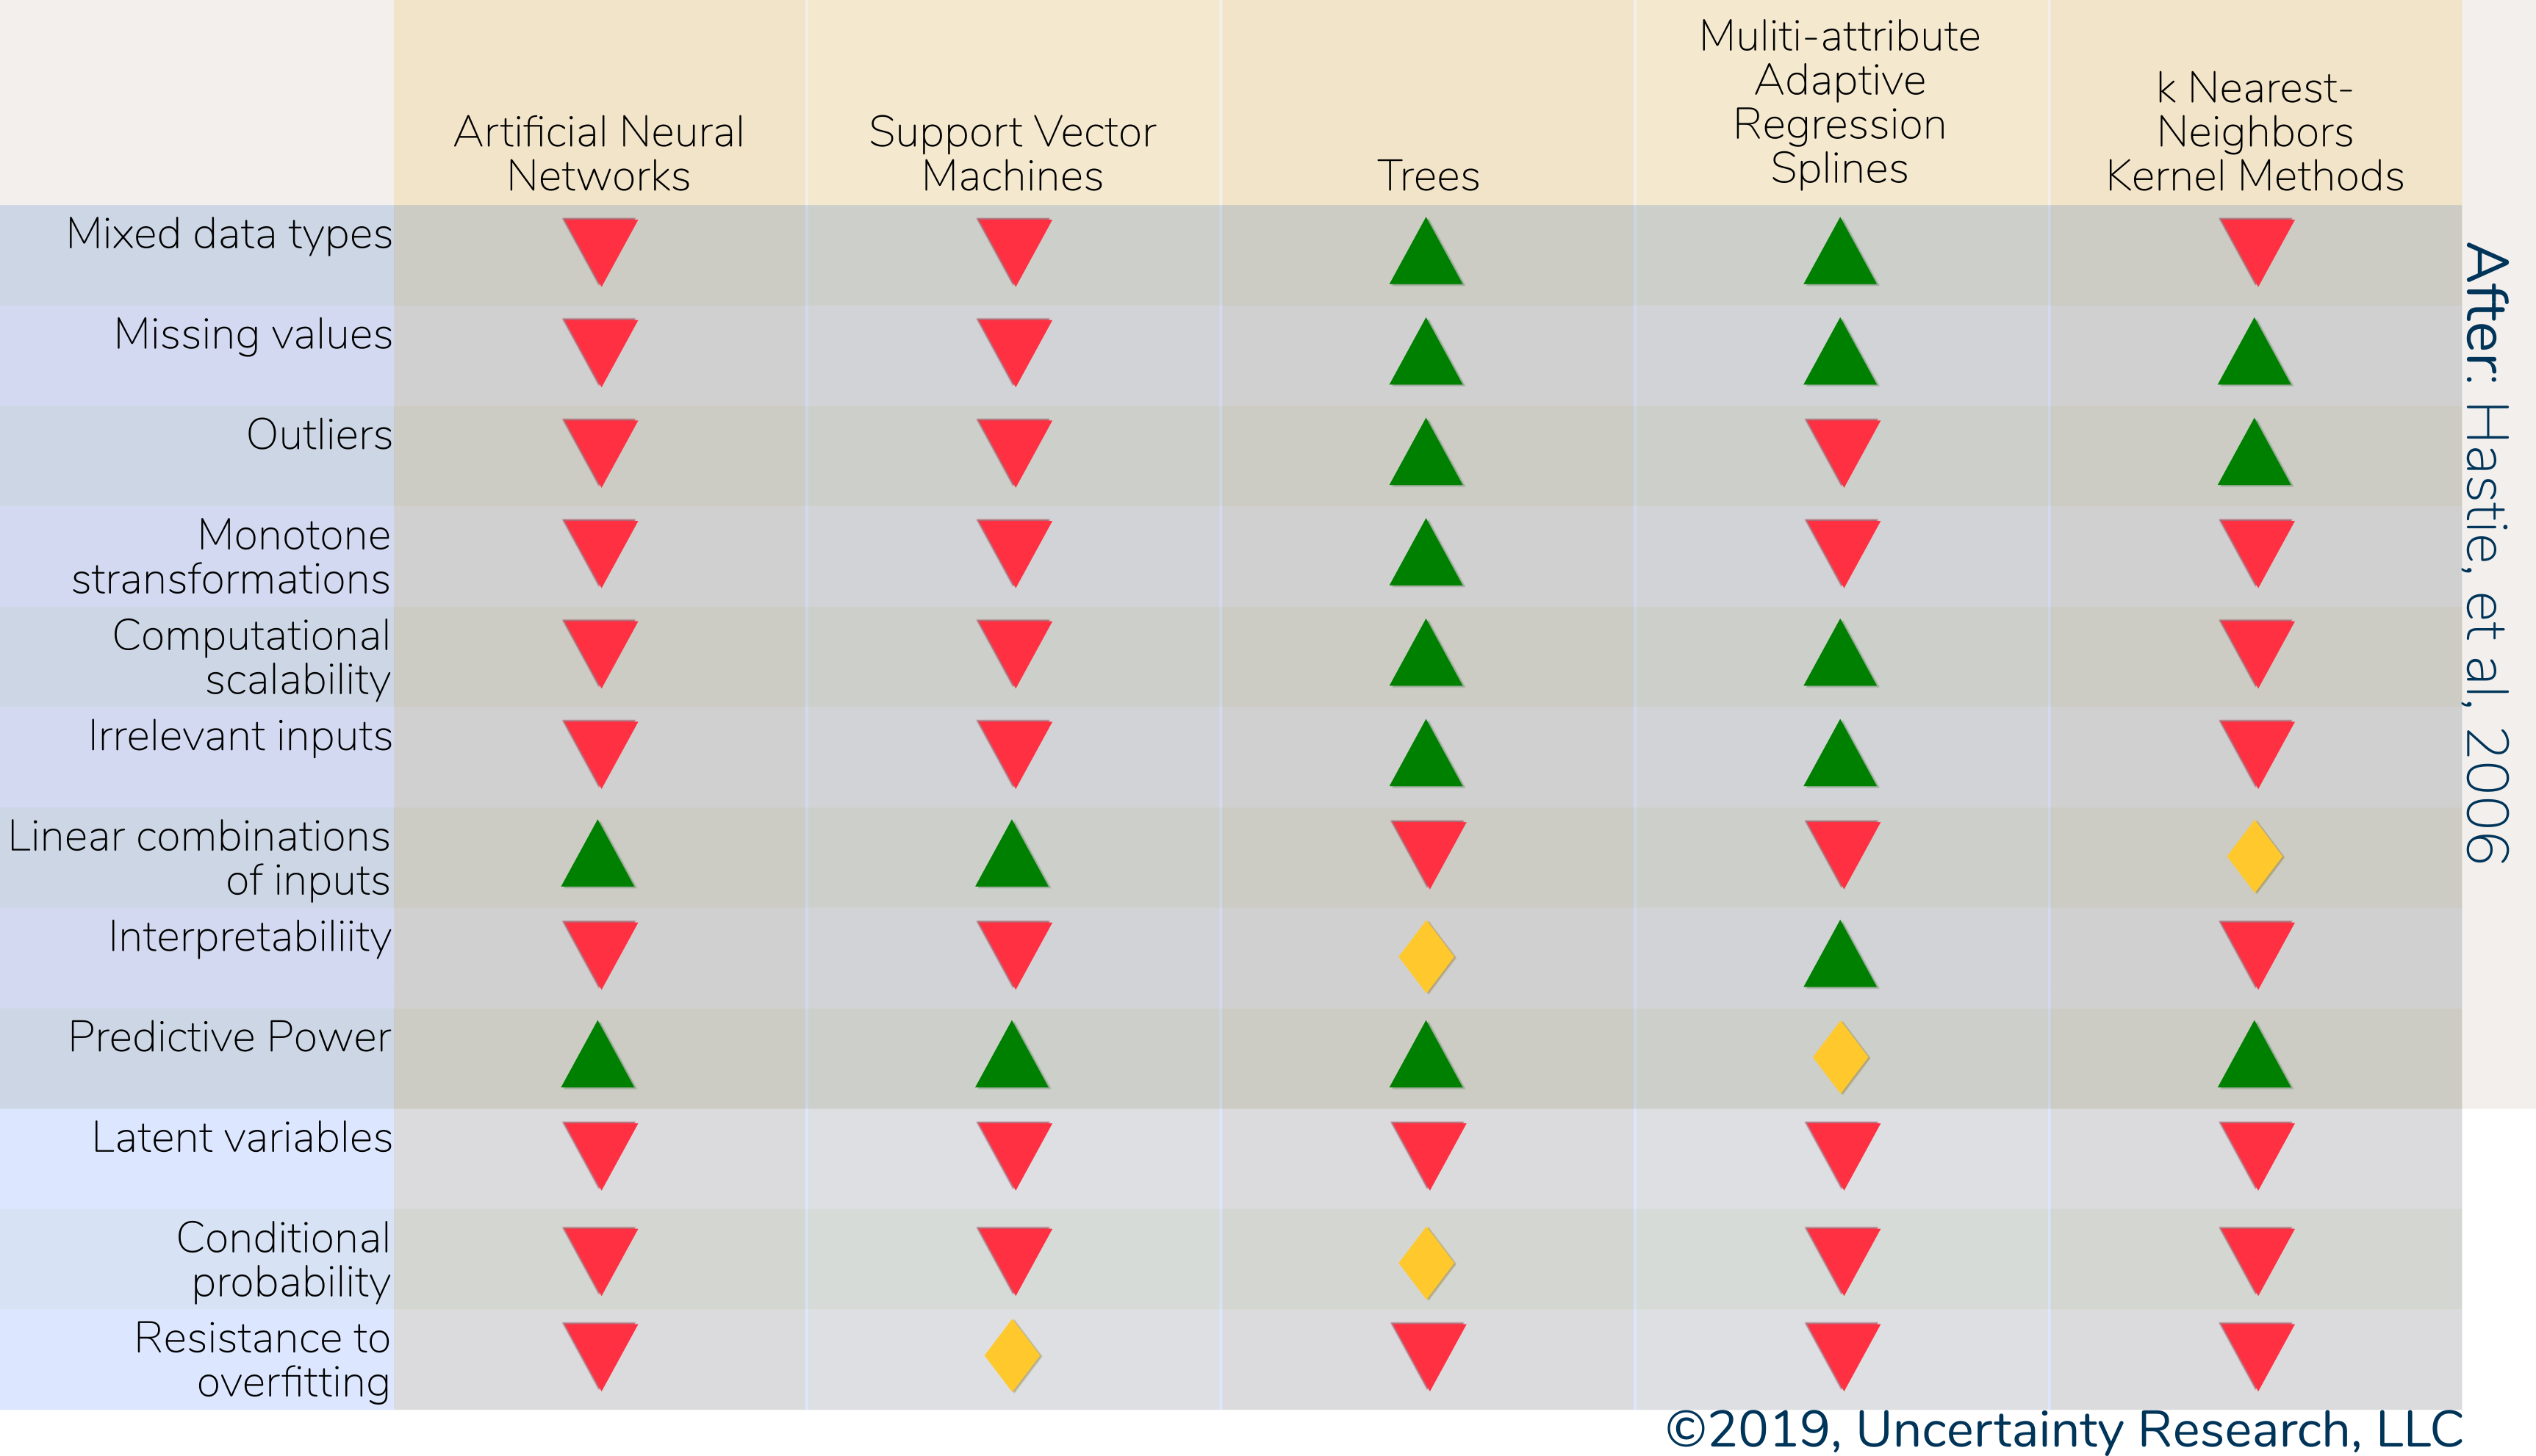 Artificial Neural
Networks
Support Vector
Machines
Trees
Muliti-attribute
Adaptive
Regression
Splines
k Nearest-
Neighbors
Kernel Methods
Mixed data types
Missing values
Outliers
Monotone
stransformations
Computational
scalability
Irrelevant inputs
Linear combinations
of inputs
Interpretabiliity
Predictive Power
Latent variables
Conditional
probability
Resistance to
overfitting
After: Hastie, et al, 2006
©2019, Uncertainty Research, LLC